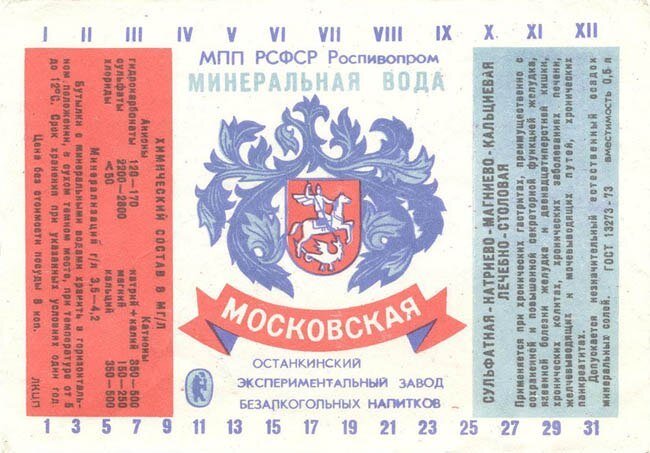 I II III IV V VI VII VIII IX X XI XII
МПП РСФСР Роспивопром
МИНЕРАЛЬНАЯ ВОДА
МОСКОВСКАЯ
ОСТАНКИНСКИЙ
ЭКСПЕРИМЕНТАЛЬНЫЙ ЗАВОД
БЕЗАЛКОГОЛЬНЫХ НАПИТКОВ
1 3 5 7 9 11 13 15 17 19 21 23 25 27 29 31
ХИМИЧЕСКИЙ СОСТАВ В МГ/Л
Анионы Катионы
гидрокарбонаты 120-170 натрий+калий 350-500
сульфаты 2200-2800 магний 150-250
хлориды <50 кальций 350-500
Минерализация г/л 3,5-4,2
Бутылки с минеральными водами хранить в горизонталь-
ном положении, в сухом темном месте, при температуре от 5
до 12°С. Срок хранения при указанных условиях один год
Цена без стоимости посуды 8 коп.
СУЛЬФАТНАЯ-НАТРИЕВО-МАГНИЕВО-КАЛЬЦИЕВАЯ
ЛЕЧЕБНО-СТОЛОВАЯ
Применяется при хронических гастритах, преимущественно с
сохраненной и повышенной секреторной функцией желудка,
язвенной болезни желудка и двенадцатиперстной кишки,
хронических колитах, хронических заболеваниях печени,
желчевыводящих и мочевыводящих путей, хронических
панкреатитах.
Допускается незначительный естественный осадок
минеральных солей. ГОСТ 13273-73 вместимость 0,5 л